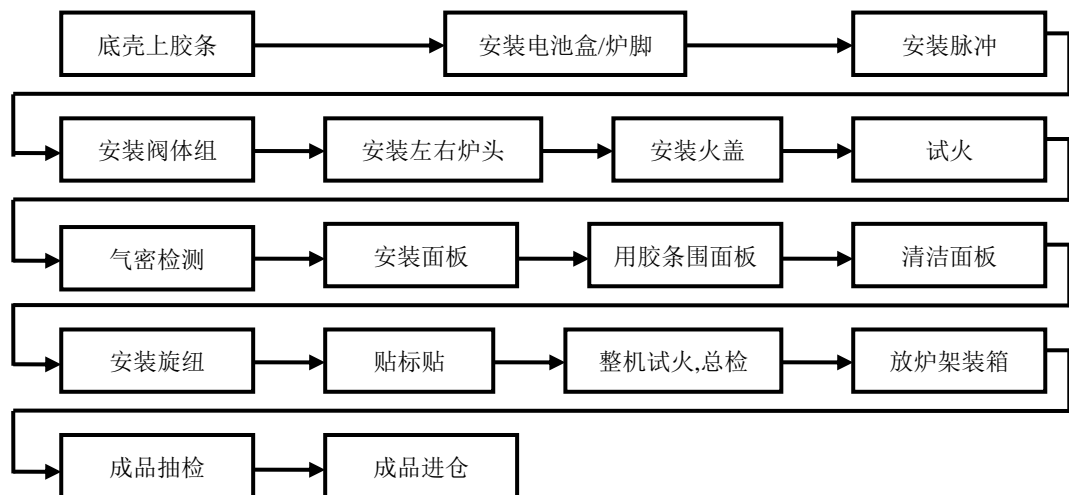 底壳上胶条
安装电池盒/炉脚
安装脉冲
安装阀体组
安装左右炉头
安装火盖
试火
气密检测
安装面板
用胶条围面板
清洁面板
安装旋纽
贴标贴
整机试火,总检
放炉架装箱
成品抽检
成品进仓